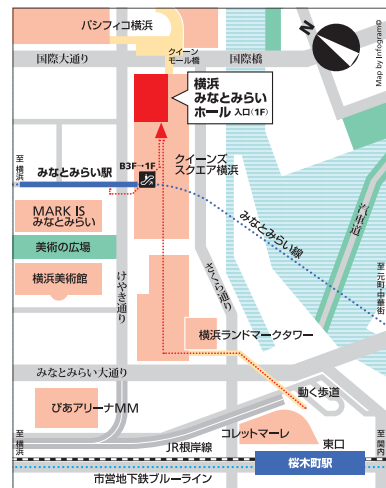 パシフィコ横浜
クイーン
モール橋
国際大通り
国際橋
N
Map by Infogram
横浜
みなとみらい
ホール 入口(1F)
至
横浜
みなとみらい駅
B3F→1F
クイーンズ
スクエア横浜
MARK IS
みなとみらい
美術の広場
横浜美術館
けやき通り
さくら通り
みなとみらい線
汽車道
至
元町・中華街
横浜ランドマークタワー
みなとみらい大通り
ぴあアリーナMM
動く歩道
コレットマーレ
東口
至
横浜
JR根岸線
桜木町駅
至
関内
市営地下鉄ブルーライン